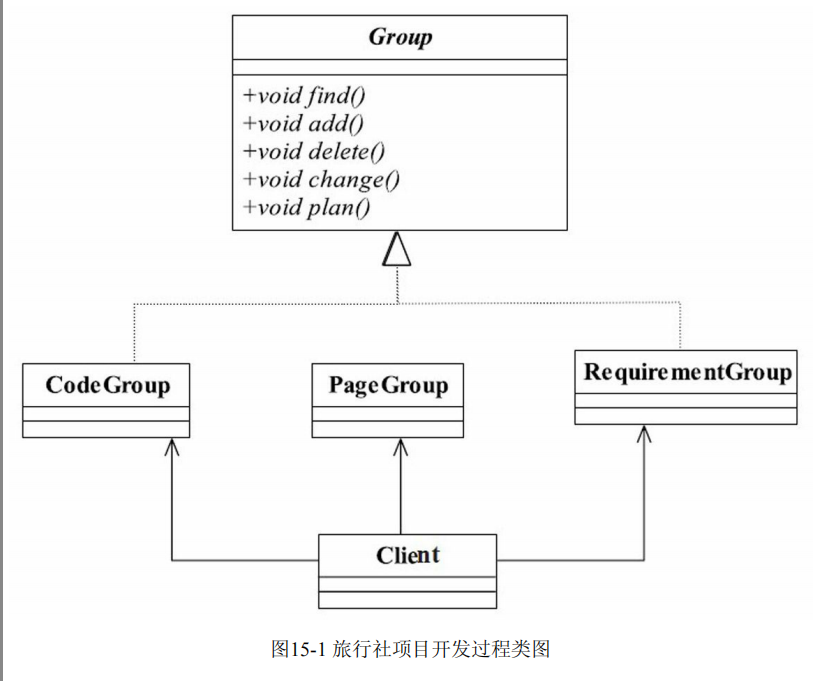 Group
+void find()
+void add()
+void delete()
+void change()
+void plan()
CodeGroup
PageGroup
RequirementGroup
Client
图15-1 旅行社项目开发过程类图